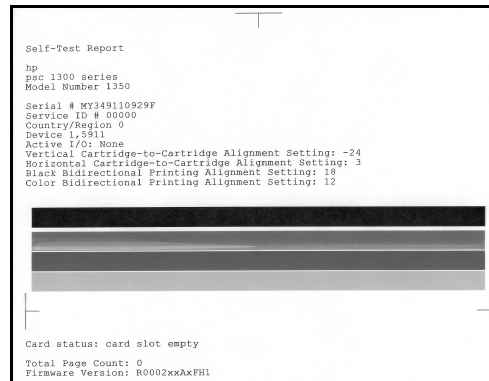 Self-Test Report
hp
psc 1300 series
Model Number 1350
Serial # MY349110929F
Service ID # 00000
Country/Region 0
Device 1,5911
Active I/O: None
Vertical Cartridge-to-Cartridge Alignment Setting: -24
Horizontal Cartridge-to-Cartridge Alignment Setting: 3
Black Bidirectional Printing Alignment Setting: 18
Color Bidirectional Printing Alignment Setting: 12
Card status: card slot empty
Total Page Count: 0
Firmware Version: R0002xxAxFH1